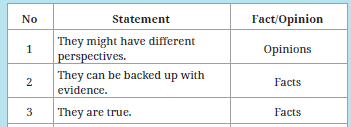 No Statement Fact/Opinion
1 They might have different perspectives. Opinions
2 They can be backed up with evidence. Facts
3 They are true. Facts